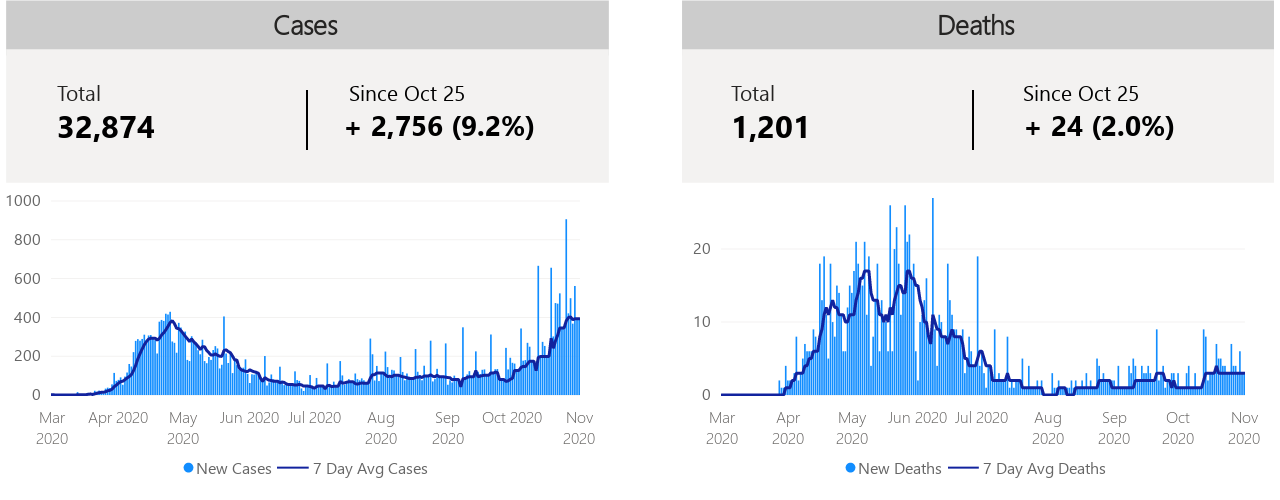 Cases
Total
32,874
Since Oct 25
+ 2,756 (9.2%)
1000
800
600
400
200
0
Mar 2020
Apr 2020
May 2020
Jun 2020
Jul 2020
Aug 2020
Sep 2020
Oct 2020
Nov 2020
New Cases
7 Day Avg Cases
Deaths
Total
1,201
Since Oct 25
+ 24 (2.0%)
20
10
0
Mar 2020
Apr 2020
May 2020
Jun 2020
Jul 2020
Aug 2020
Sep 2020
Oct 2020
Nov 2020
New Deaths
7 Day Avg Deaths